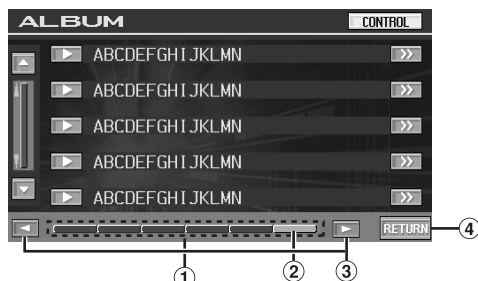 ALBUM
CONTROL
ABCDEFGHIJKLMN
ABCDEFGHIJKLMN
ABCDEFGHIJKLMN
ABCDEFGHIJKLMN
ABCDEFGHIJKLMN
RETURN
④
① ② ③